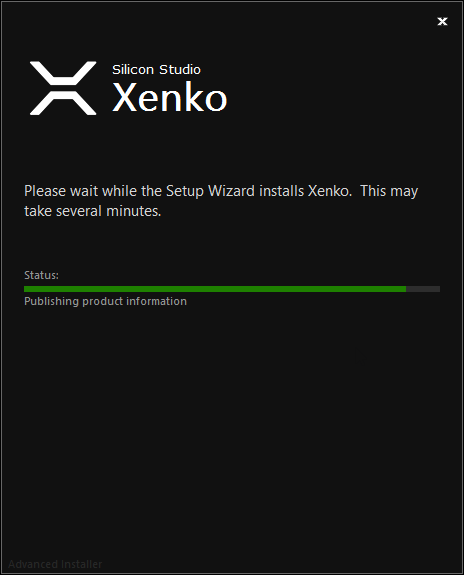 Silicon Studio
Xenko
Please wait while the Setup Wizard installs Xenko.  This may
take several minutes.
Status:
Publishing product information
Advanced Installer